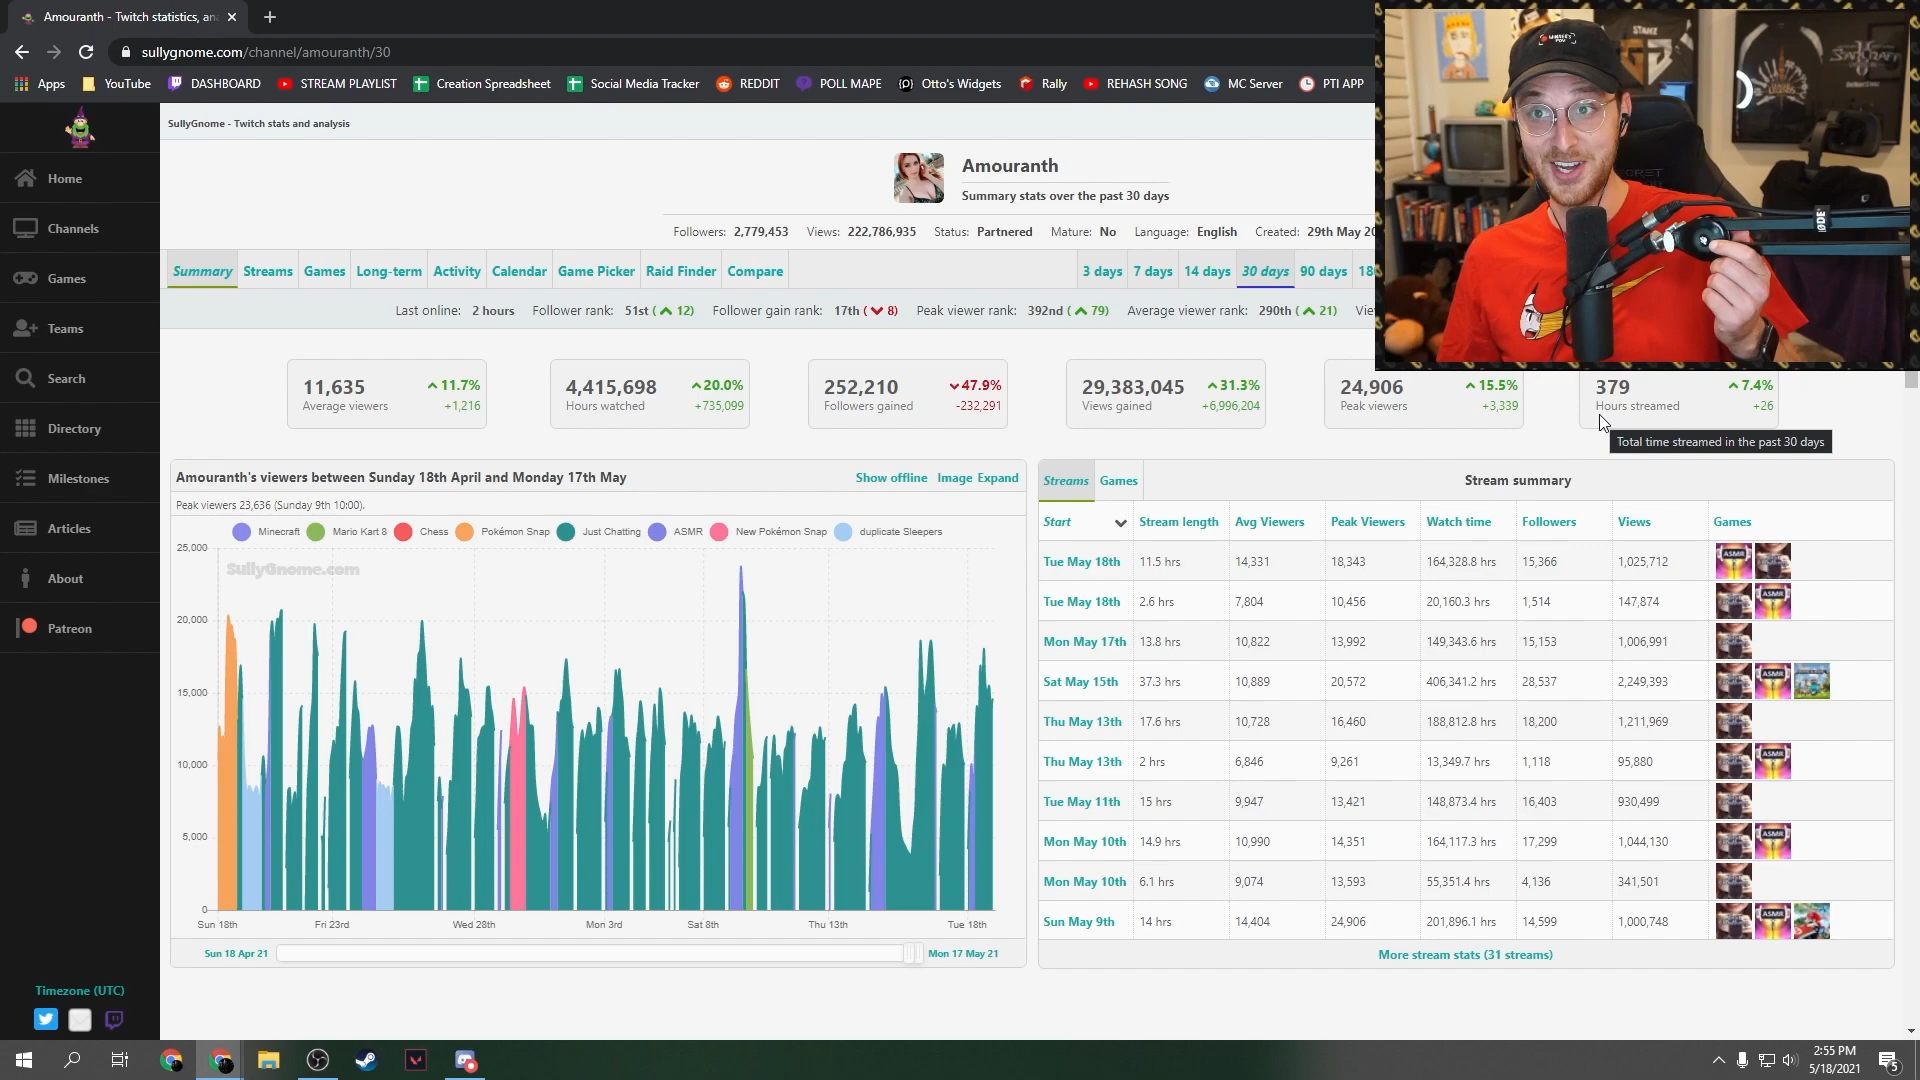 Amouranth - Twitch statistics, an
sullygnome.com/channel/amouranth/30
Apps YouTube DASHBOARD STREAM PLAYLIST Creation Spreadsheet Social Media Tracker REDDIT POLL MAPE Otto's Widgets Rally REHASH SONG MC Server PTI APP
SullyGnome - Twitch stats and analysis
Home
Channels
Games
Teams
Search
Directory
Milestones
Articles
About
Patreon
Timezone (UTC)
Amouranth
Summary stats over the past 30 days
Followers: 2,779,453 Views: 222,786,935 Status: Partnered Mature: No Language: English Created: 29th May 20
Summary Streams Games Long-term Activity Calendar Game Picker Raid Finder Compare 3 days 7 days 14 days 30 days 90 days 18
Last online: 2 hours Follower rank: 51st ( 12) Follower gain rank: 17th ( 8) Peak viewer rank: 392nd ( 79) Average viewer rank: 290th ( 21) Vie
11,635 11.7%
Average viewers +1,216
4,415,698 20.0%
Hours watched +735,099
252,210 47.9%
Followers gained -232,291
29,383,045 31.3%
Views gained +6,996,204
24,906 15.5%
Peak viewers +3,339
379 7.4%
Hours streamed +26
Total time streamed in the past 30 days
Amouranth's viewers between Sunday 18th April and Monday 17th May Show offline Image Expand
Peak viewers 23,636 (Sunday 9th 10:00).
Minecraft Mario Kart 8 Chess Pokémon Snap Just Chatting ASMR New Pokémon Snap duplicate Sleepers
SullyGnome.com
25,000
20,000
15,000
10,000
5,000
0
Sun 18th Fri 23rd Wed 28th Mon 3rd Sat 8th Thu 13th Tue 18th
Sun 18 Apr 21 Mon 17 May 21
Streams Games Stream summary
Start Stream length Avg Viewers Peak Viewers Watch time Followers Views Games
Tue May 18th 11.5 hrs 14,331 18,343 164,328.8 hrs 15,366 1,025,712 ASMR
Tue May 18th 2.6 hrs 7,804 10,456 20,160.3 hrs 1,514 147,874 ASMR
Mon May 17th 13.8 hrs 10,822 13,992 149,343.6 hrs 15,153 1,006,991
Sat May 15th 37.3 hrs 10,889 20,572 406,341.2 hrs 28,537 2,249,393 ASMR
Thu May 13th 17.6 hrs 10,728 16,460 188,812.8 hrs 18,200 1,211,969
Thu May 13th 2 hrs 6,846 9,261 13,349.7 hrs 1,118 95,880 ASMR
Tue May 11th 15 hrs 9,947 13,421 148,873.4 hrs 16,403 930,499
Mon May 10th 14.9 hrs 10,990 14,351 164,117.3 hrs 17,299 1,044,130 ASMR
Mon May 10th 6.1 hrs 9,074 13,593 55,351.4 hrs 4,136 341,501
Sun May 9th 14 hrs 14,404 24,906 201,896.1 hrs 14,599 1,000,748 ASMR
More stream stats (31 streams)
2:55 PM
5/18/2021
5